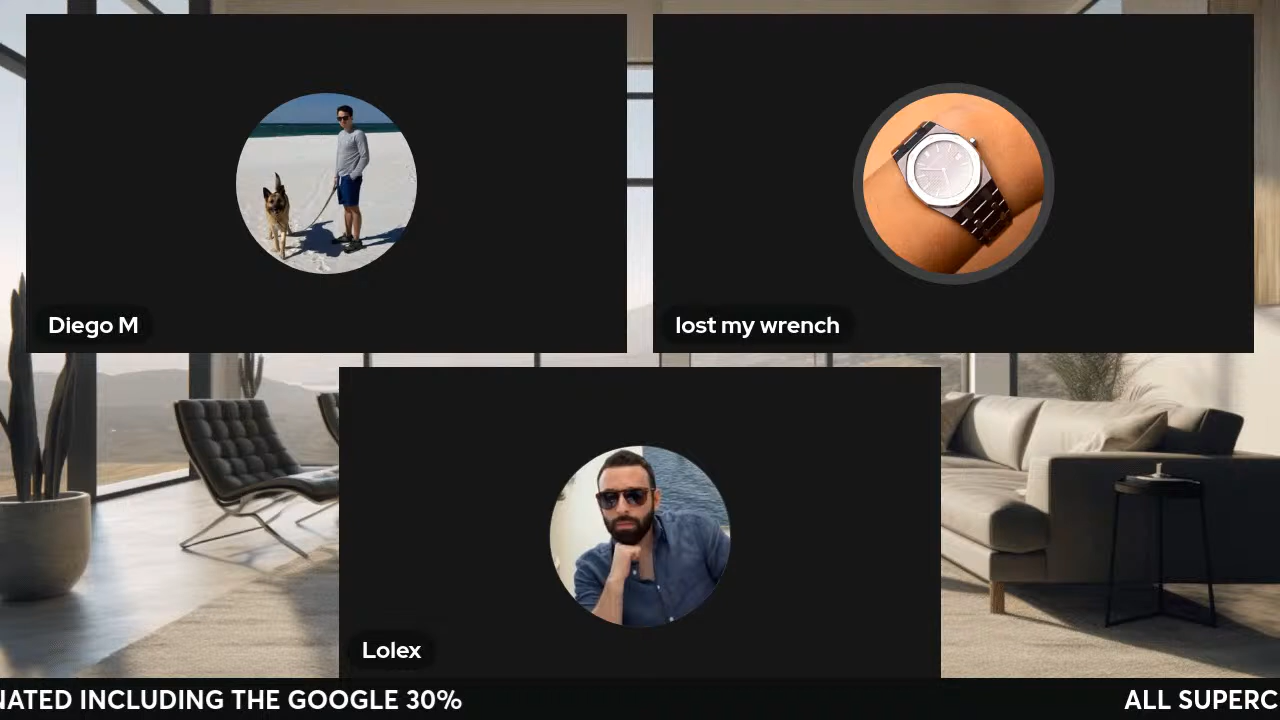 Diego M
lost my wrench
Lolex
NATED INCLUDING THE GOOGLE 30%
ALL SUPERC